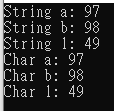 String a: 97
String b: 98
String 1: 49
Char a: 97
Char b: 98
Char 1: 49